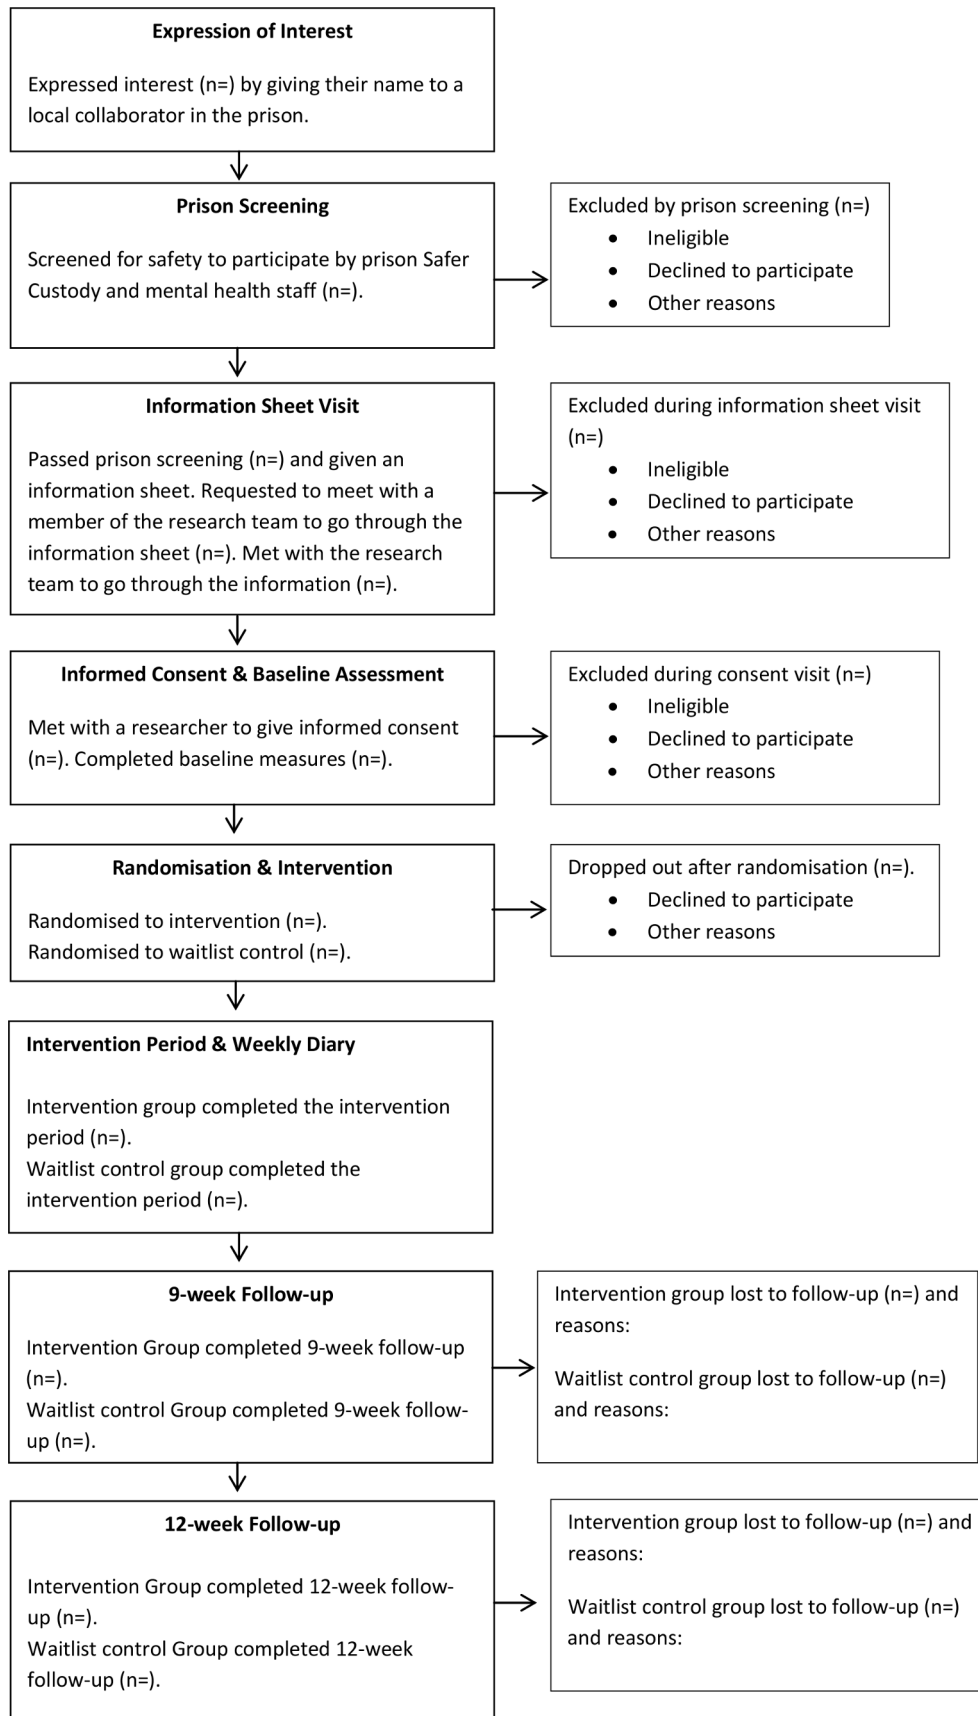 Expression of Interest
Expressed interest (n=) by giving their name to a
local collaborator in the prison.
Prison Screening
Screened for safety to participate by prison Safer
Custody and mental health staff (n=).
Excluded by prison screening (n=)
• Ineligible
• Declined to participate
• Other reasons
Information Sheet Visit
Passed prison screening (n=) and given an
information sheet. Requested to meet with a
member of the research team to go through the
information sheet (n=). Met with the research
team to go through the information (n=).
Excluded during information sheet visit
(n=)
• Ineligible
• Declined to participate
• Other reasons
Informed Consent & Baseline Assessment
Met with a researcher to give informed consent
(n=). Completed baseline measures (n=).
Excluded during consent visit (n=)
• Ineligible
• Declined to participate
• Other reasons
Randomisation & Intervention
Randomised to intervention (n=).
Randomised to waitlist control (n=).
Dropped out after randomisation (n=).
• Declined to participate
• Other reasons
Intervention Period & Weekly Diary
Intervention group completed the intervention
period (n=).
Waitlist control group completed the
intervention period (n=).
9-week Follow-up
Intervention Group completed 9-week follow-up
(n=).
Waitlist control Group completed 9-week follow-
up (n=).
Intervention group lost to follow-up (n=) and
reasons:
Waitlist control group lost to follow-up (n=)
and reasons:
12-week Follow-up
Intervention Group completed 12-week follow-
up (n=).
Waitlist control Group completed 12-week
follow-up (n=).
Intervention group lost to follow-up (n=) and
reasons:
Waitlist control group lost to follow-up (n=)
and reasons: